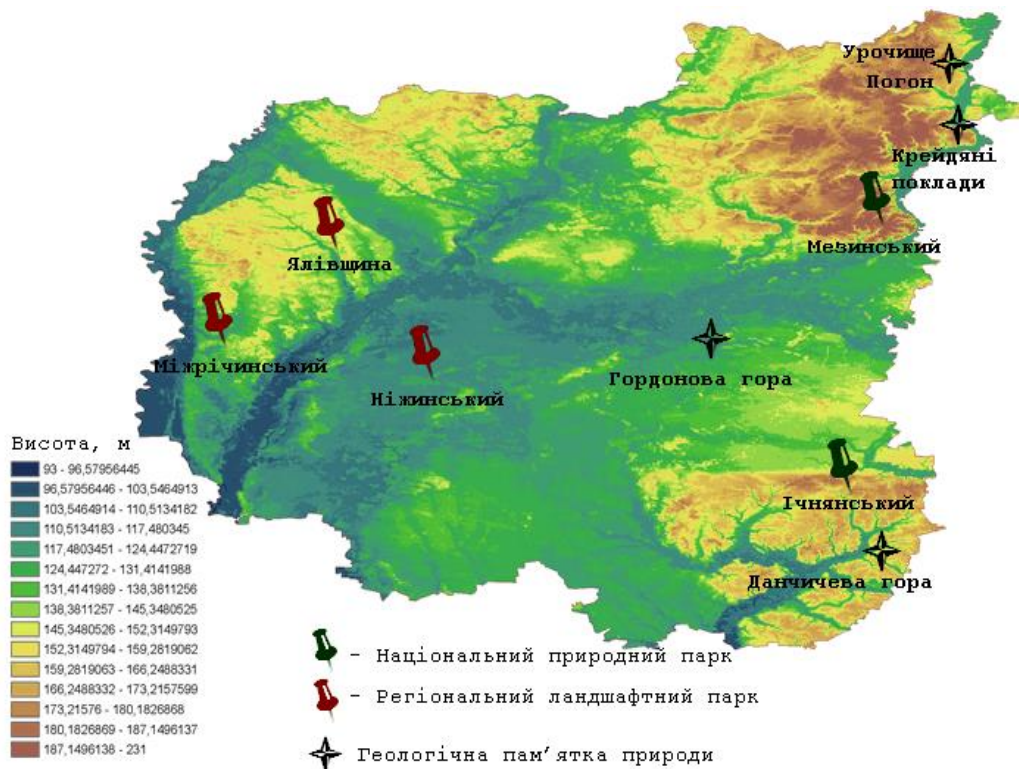 Урочище
Погон
Крейдяні
поклади
Мезинський
Ялівщина
Міжрічинський
Ніжинський
Гордонова гора
Ічнянський
Данчичева гора
Висота, м
93 - 96,57956445
96,57956446 - 103,5464913
103,5464914 - 110,5134182
110,5134183 - 117,480345
117,4803451 - 124,4472719
124,447272 - 131,4141988
131,4141989 - 138,3811256
138,3811257 - 145,3480525
145,3480526 - 152,3149793
152,3149794 - 159,2819062
159,2819063 - 166,2488331
166,2488332 - 173,2157599
173,21576 - 180,1826868
180,1826869 - 187,1496137
187,1496138 - 231
- Національний природний парк
- Регіональний ландшафтний парк
- Геологічна пам’ятка природи